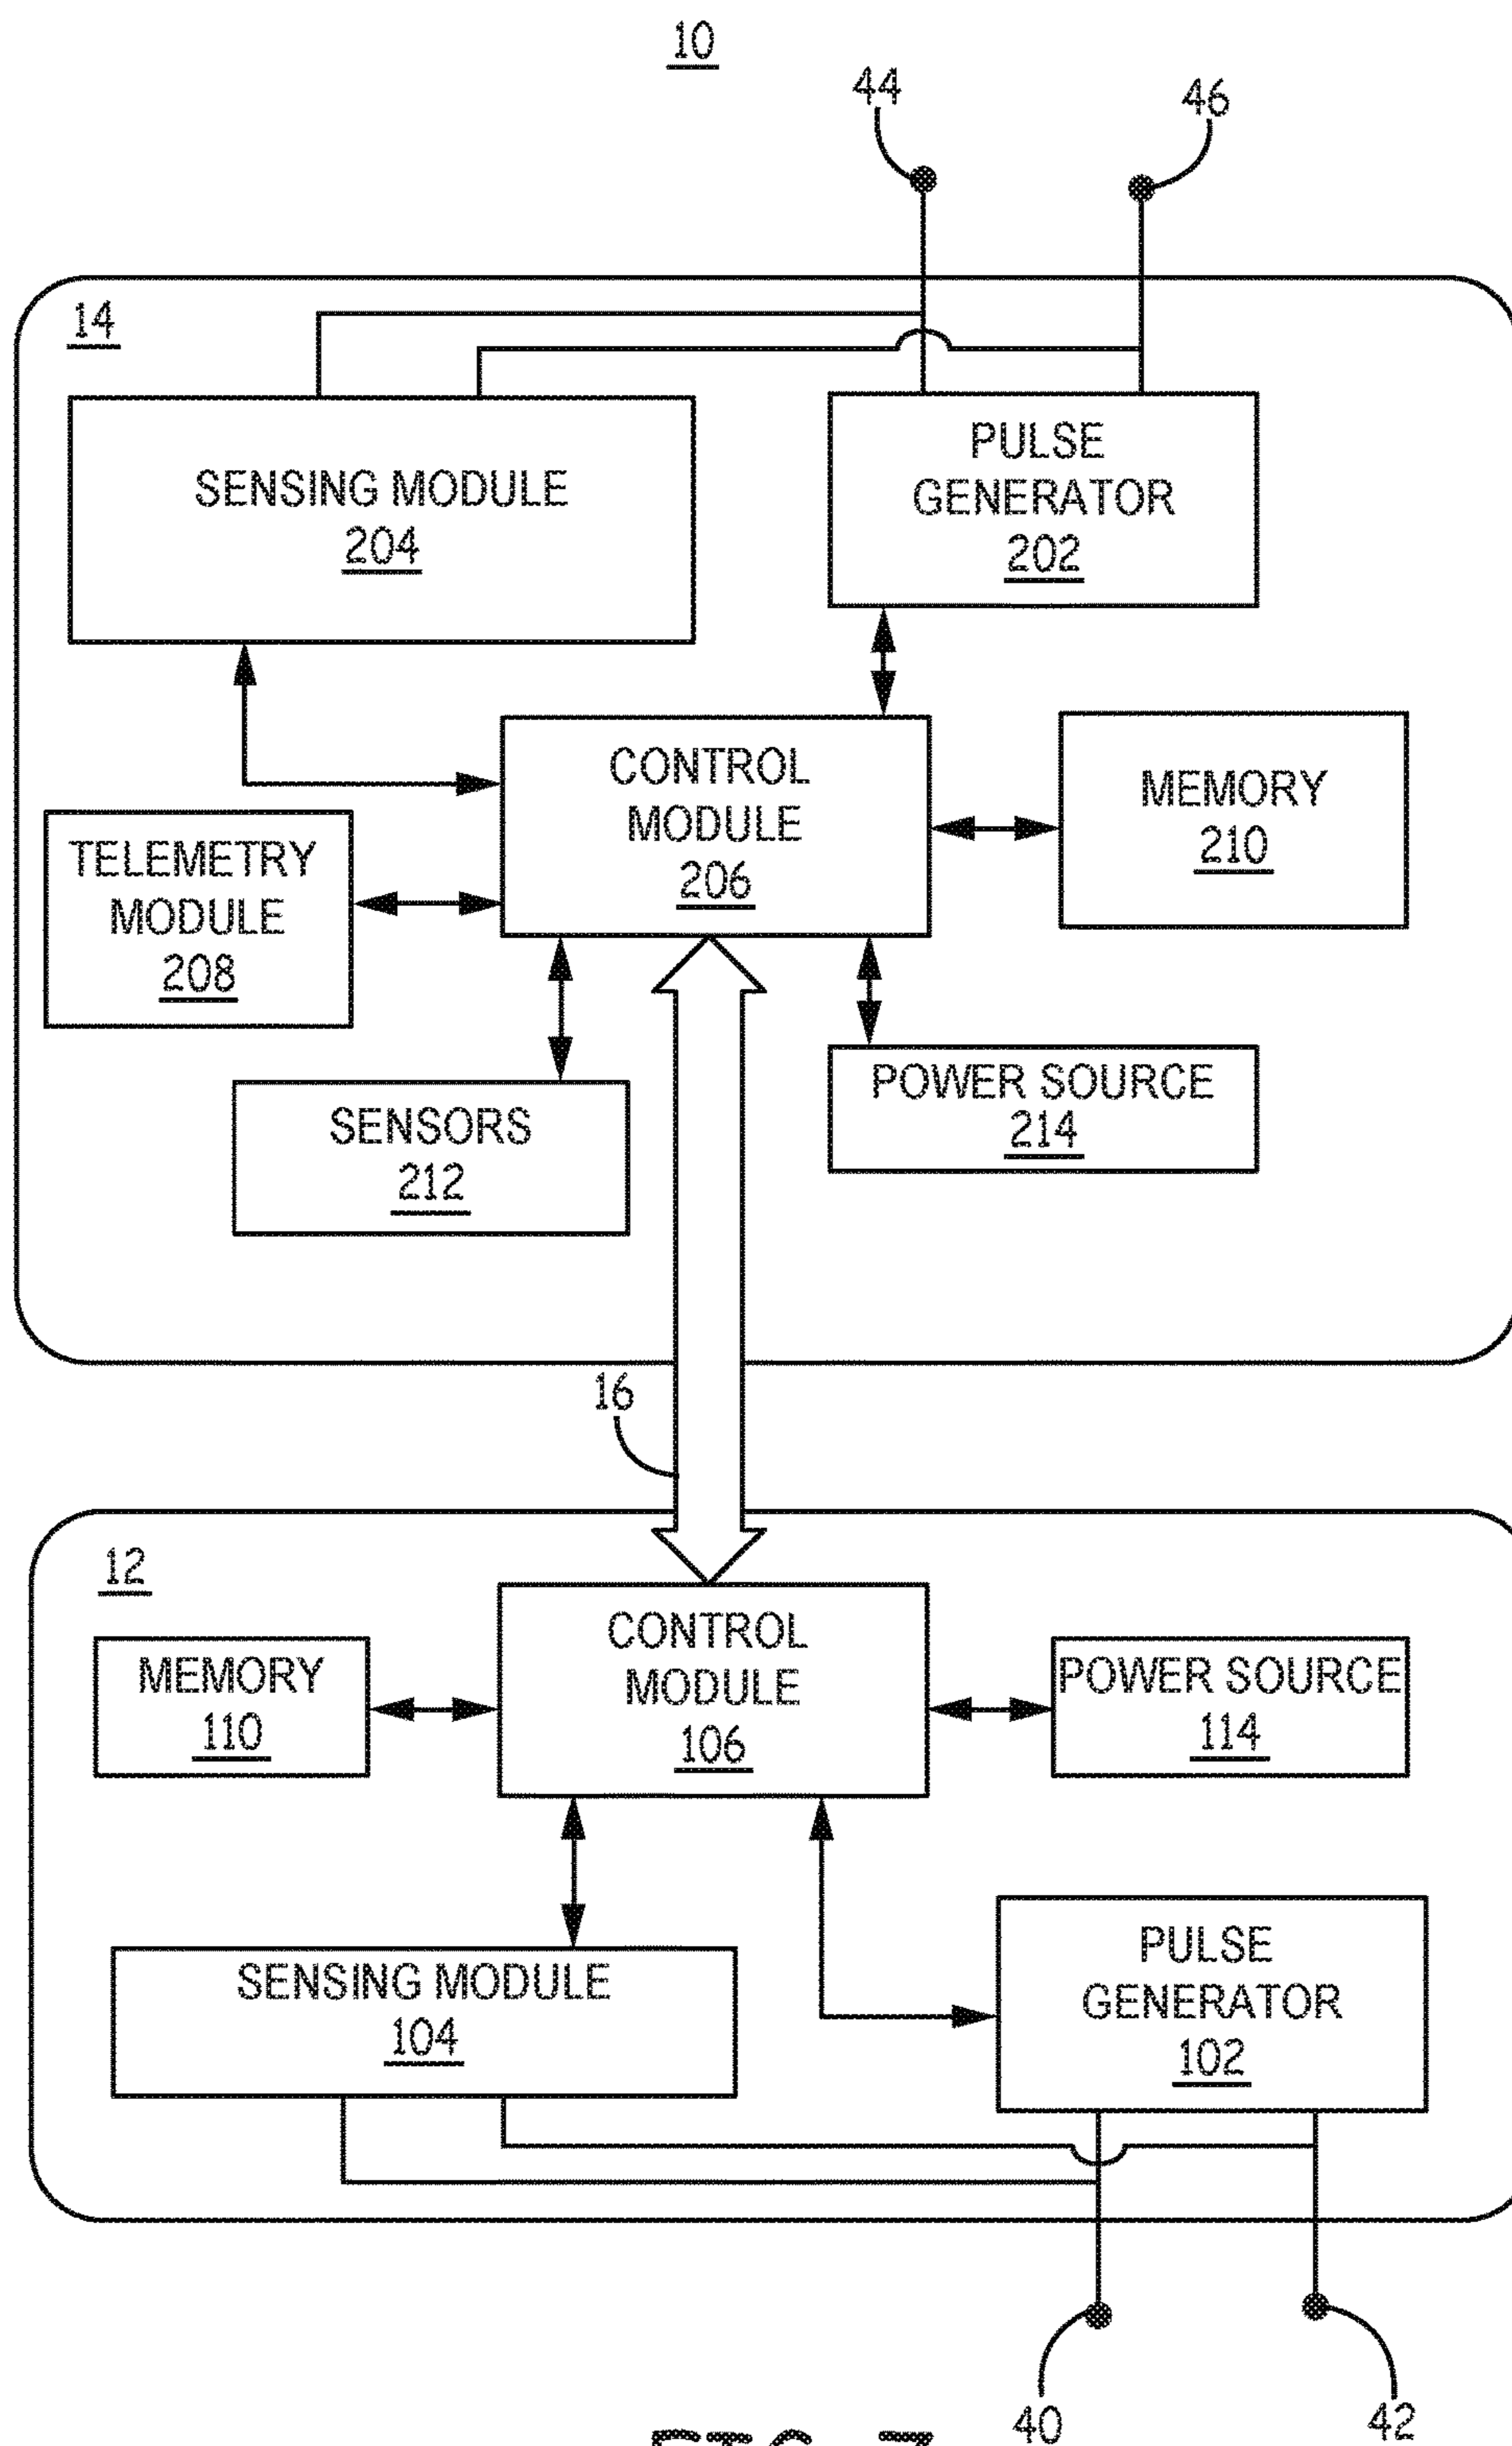 10
44
46
14
SENSING MODULE
204
PULSE
GENERATOR
202
CONTROL
MODULE
206
MEMORY
210
TELEMETRY
MODULE
208
SENSORS
212
POWER SOURCE
214
16
12
CONTROL
MODULE
106
MEMORY
110
POWER SOURCE
114
SENSING MODULE
104
PULSE
GENERATOR
102
40
42